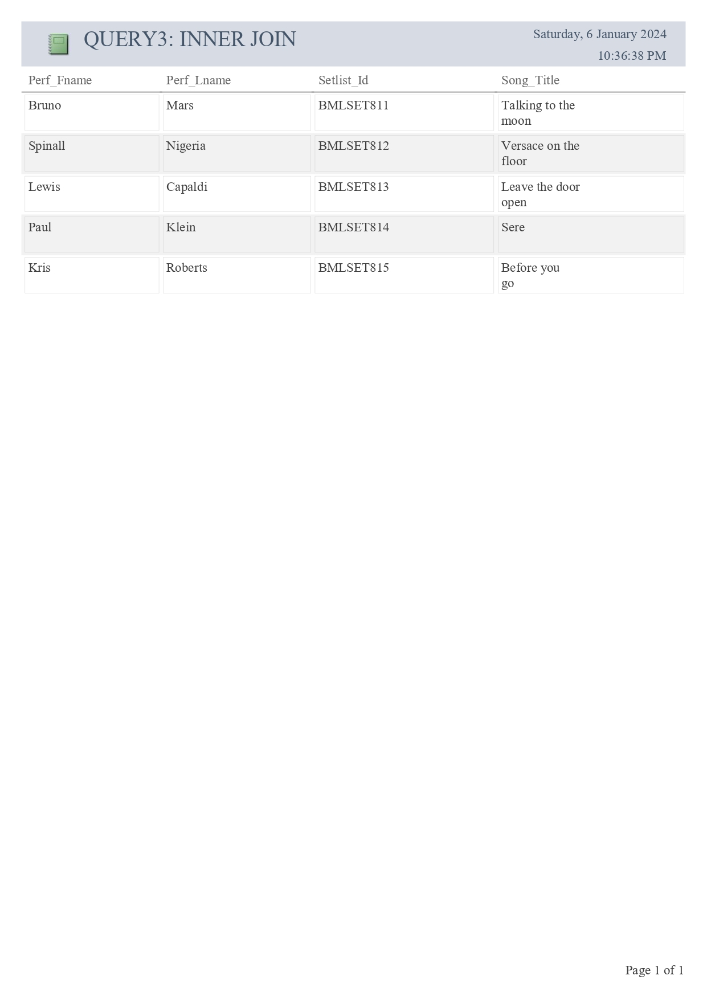 QUERY3: INNER JOIN
Saturday, 6 January 2024
10:36:38 PM
Perf_Fname Perf_Lname Setlist_Id Song_Title
Bruno Mars BMLSET811 Talking to the
moon
Spinall Nigeria BMLSET812 Versace on the
floor
Lewis Capaldi BMLSET813 Leave the door
open
Paul Klein BMLSET814 Sere
Kris Roberts BMLSET815 Before you
go
Page 1 of 1